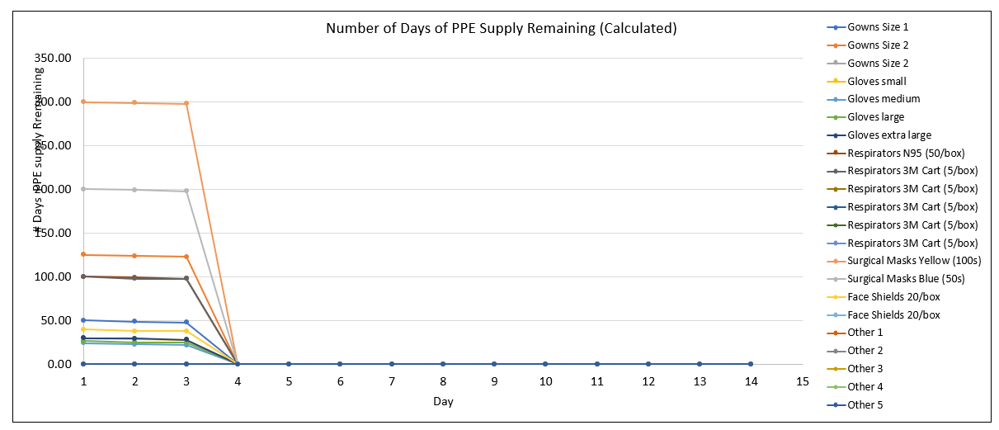 Number of Days of PPE Supply Remaining (Calculated)
# Days PPE supply Rremaining
350.00
300.00
250.00
200.00
150.00
100.00
50.00
0.00
1 2 3 4 5 6 7 8 9 10 11 12 13 14 15
Day
Gowns Size 1
Gowns Size 2
Gowns Size 2
Gloves small
Gloves medium
Gloves large
Gloves extra large
Respirators N95 (50/box)
Respirators 3M Cart (5/box)
Respirators 3M Cart (5/box)
Respirators 3M Cart (5/box)
Respirators 3M Cart (5/box)
Respirators 3M Cart (5/box)
Surgical Masks Yellow (100s)
Surgical Masks Blue (50s)
Face Shields 20/box
Face Shields 20/box
Other 1
Other 2
Other 3
Other 4
Other 5